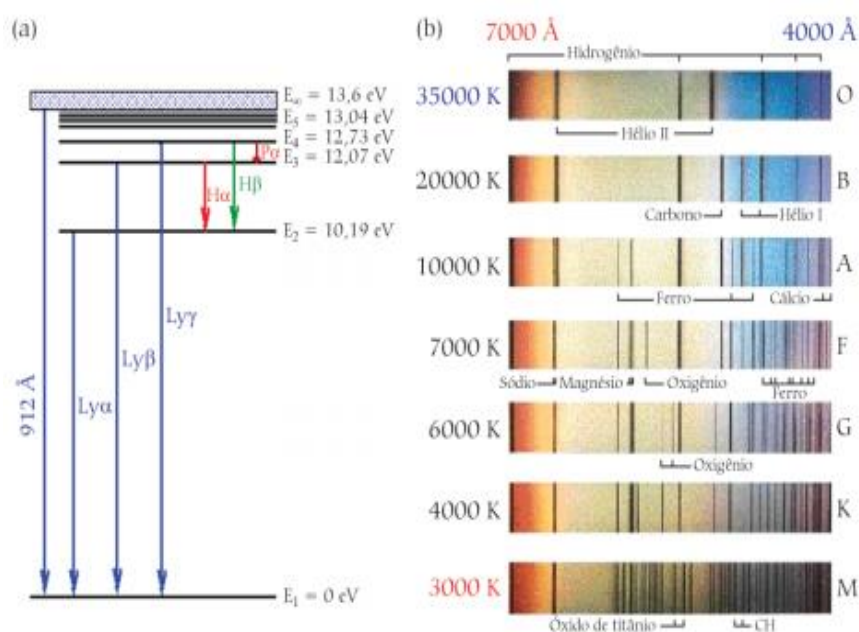 (a)
E∞ = 13,6 eV
E5 = 13,04 eV
E4 = 12,73 eV
Pα
E3 = 12,07 eV
Hα
Hβ
E2 = 10,19 eV
912 Å
Lyα
Lyβ
Lyγ
E1 = 0 eV
(b)
7000 Å
4000 Å
Hidrogênio
35000 K
O
Hélio II
20000 K
B
Carbono
Hélio I
10000 K
A
Ferro
Cálcio
7000 K
F
Sódio
Magnésio
Oxigênio
Ferro
6000 K
G
Oxigênio
4000 K
K
3000 K
M
Óxido de titânio
CH